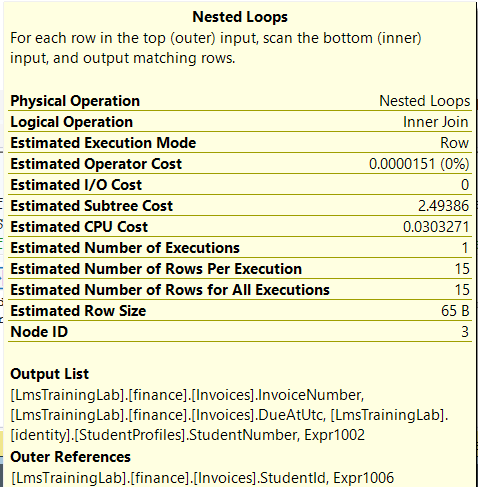 Nested Loops
For each row in the top (outer) input, scan the bottom (inner)
input, and output matching rows.
Physical Operation Nested Loops
Logical Operation Inner Join
Estimated Execution Mode Row
Estimated Operator Cost 0.0000151 (0%)
Estimated I/O Cost 0
Estimated Subtree Cost 2.49386
Estimated CPU Cost 0.0303271
Estimated Number of Executions 1
Estimated Number of Rows Per Execution 15
Estimated Number of Rows for All Executions 15
Estimated Row Size 65 B
Node ID 3
Output List
[LmsTrainingLab].[finance].[Invoices].InvoiceNumber,
[LmsTrainingLab].[finance].[Invoices].DueAtUtc, [LmsTrainingLab].
[identity].[StudentProfiles].StudentNumber, Expr1002
Outer References
[LmsTrainingLab].[finance].[Invoices].StudentId, Expr1006